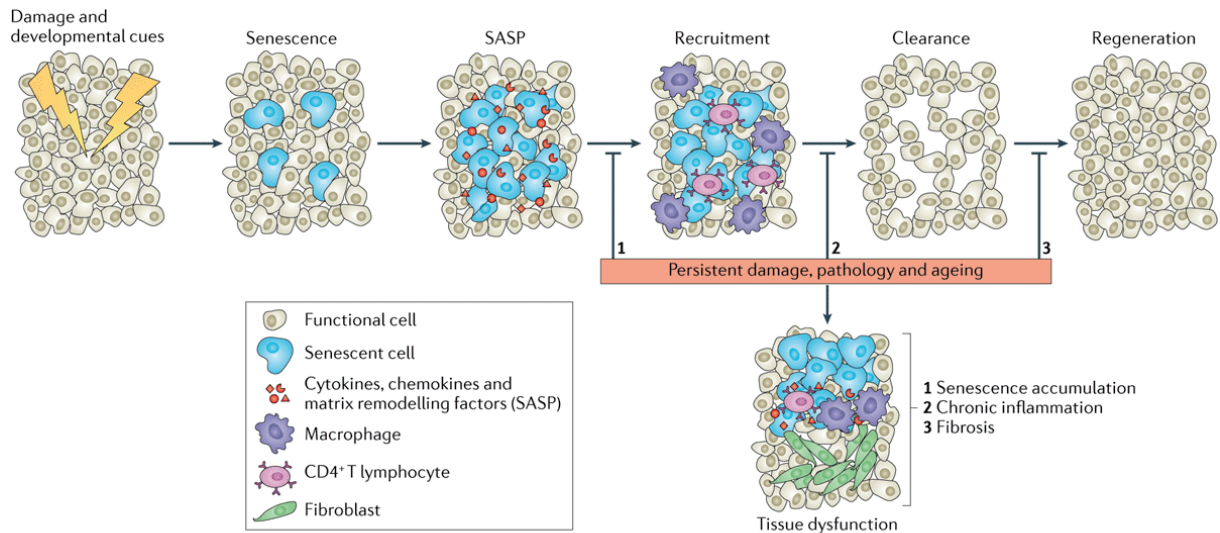 Damage and
developmental cues
Senescence
SASP
Recruitment
Clearance
Regeneration
1
2
3
Persistent damage, pathology and ageing
Functional cell
Senescent cell
Cytokines, chemokines and
matrix remodelling factors (SASP)
Macrophage
CD4⁺ T lymphocyte
Fibroblast
1 Senescence accumulation
2 Chronic inflammation
3 Fibrosis
Tissue dysfunction